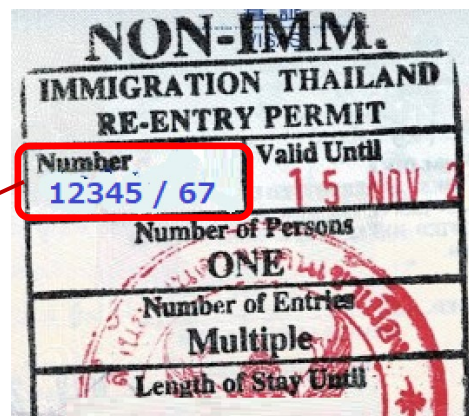 NON-IMM.
IMMIGRATION THAILAND
RE-ENTRY PERMIT
Number Valid Until
12345 / 67 15 NOV 2
Number of Persons
ONE
Number of Entries
Multiple
Length of Stay Until